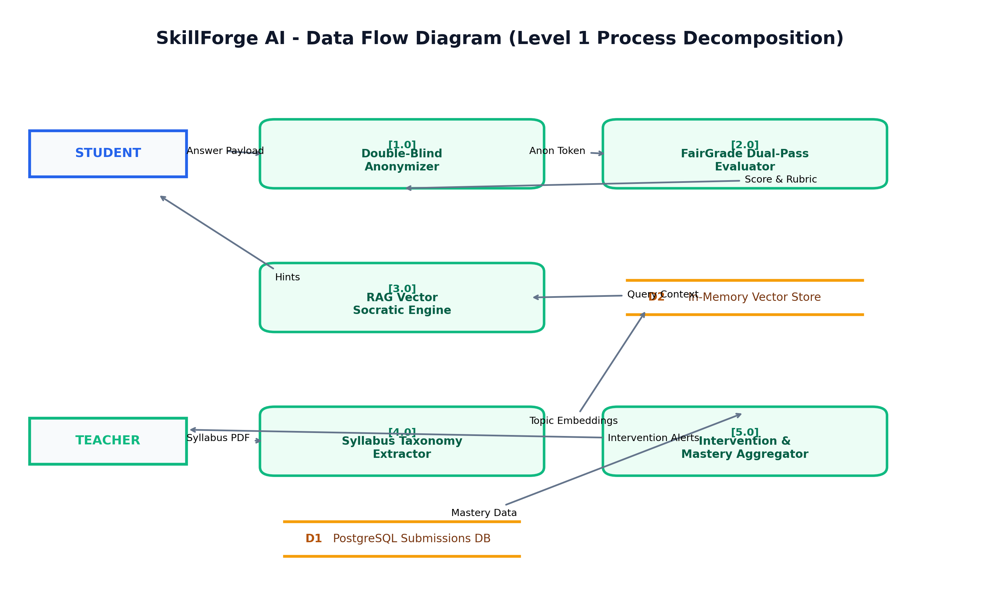 SkillForge AI - Data Flow Diagram (Level 1 Process Decomposition)
STUDENT
Answer Payload
[1.0]
Double-Blind
Anonymizer
Anon Token
[2.0]
FairGrade Dual-Pass
Evaluator
Score & Rubric
Hints
[3.0]
RAG Vector
Socratic Engine
Query Context
D2 In-Memory Vector Store
Topic Embeddings
TEACHER
Syllabus PDF
[4.0]
Syllabus Taxonomy
Extractor
Intervention Alerts
[5.0]
Intervention &
Mastery Aggregator
Mastery Data
D1 PostgreSQL Submissions DB